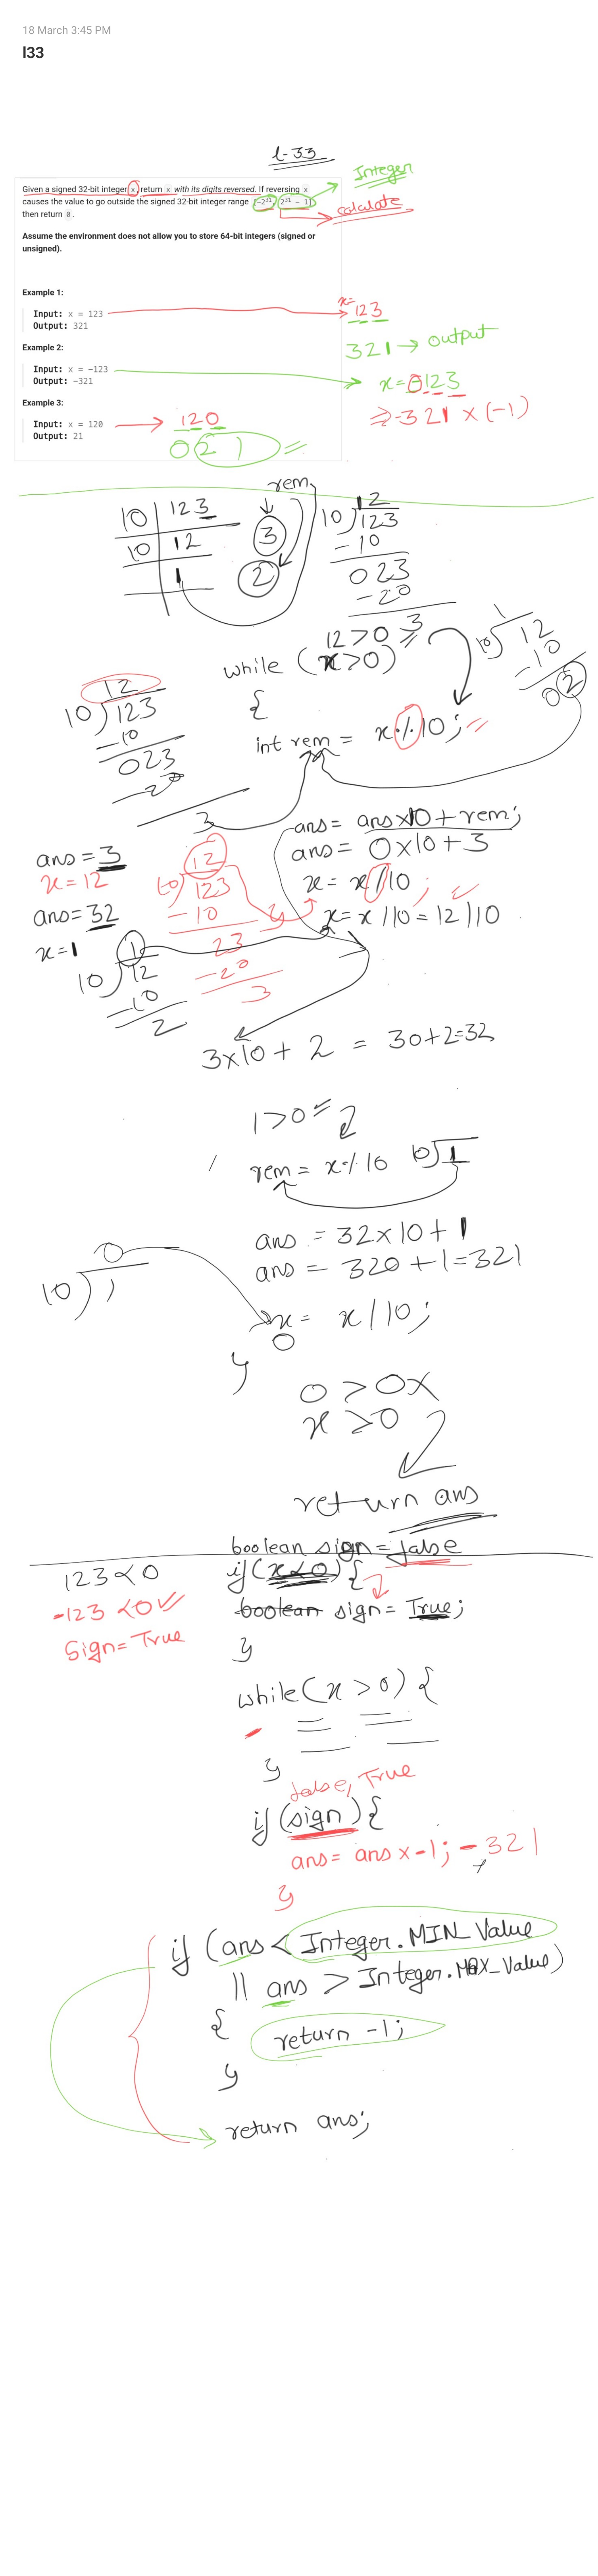 18 March 3:45 PM
l33
l-33
Given a signed 32-bit integer x, return x with its digits reversed. If reversing x
causes the value to go outside the signed 32-bit integer range [-2^31, 2^31 - 1],
then return 0.
Integer
calculate
Assume the environment does not allow you to store 64-bit integers (signed or
unsigned).
Example 1:
Input: x = 123
Output: 321
x=
123
321 → output
Example 2:
Input: x = -123
Output: -321
x = -123
⇒ -321 x (-1)
Example 3:
Input: x = 120
Output: 21
120
021 =
rem
10 | 123
10 | 12
1
3
2
12
10)123
-10
023
-20
3
12>0
while (x>0)
{
1
10)12
-10
02
12
10)123
-10
023
-20
3
int rem = x % 10;
ans = ans x 10 + rem;
ans = 0x10 + 3
x = x / 10;
x = x / 10 = 12 / 10
ans = 3
x = 12
ans = 32
x = 1
12
10)123
-10
23
-20
3
1
10)12
-10
2
3x10 + 2 = 30+2=32
1>0
rem = x % 10
10)1
ans = 32x10 + 1
ans = 320 + 1 = 321
0
10)1
x = x / 10;
0
}
0 > 0 x
x > 0
return ans
boolean sign = false
123 < 0
-123 < 0 ✓
Sign = True
if (x<0) {
boolean sign = True;
}
while (x > 0) {
}
false, True
if (sign) {
ans = ans x -1; -321
}
if (ans < Integer.MIN_Value
|| ans > Integer.MAX_Value)
{
return -1;
}
return ans;